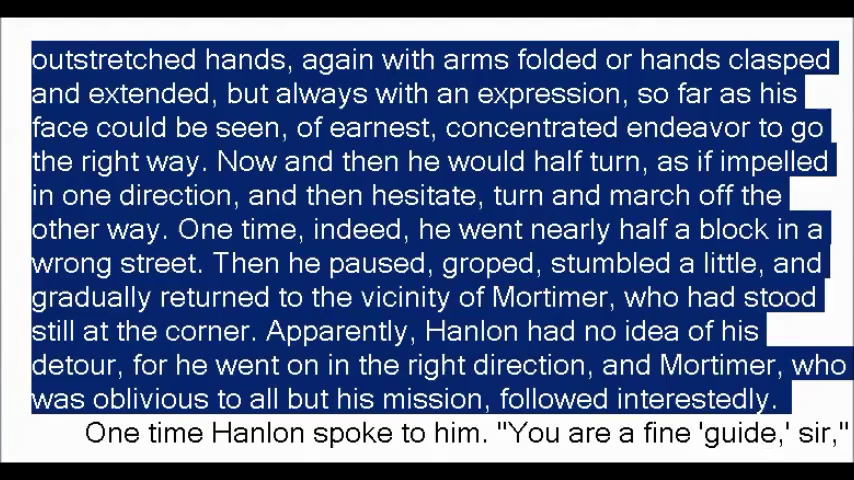 outstretched hands, again with arms folded or hands clasped
and extended, but always with an expression, so far as his
face could be seen, of earnest, concentrated endeavor to go
the right way. Now and then he would half turn, as if impelled
in one direction, and then hesitate, turn and march off the
other way. One time, indeed, he went nearly half a block in a
wrong street. Then he paused, groped, stumbled a little, and
gradually returned to the vicinity of Mortimer, who had stood
still at the corner. Apparently, Hanlon had no idea of his
detour, for he went on in the right direction, and Mortimer, who
was oblivious to all but his mission, followed interestedly.
One time Hanlon spoke to him. "You are a fine 'guide,' sir,"